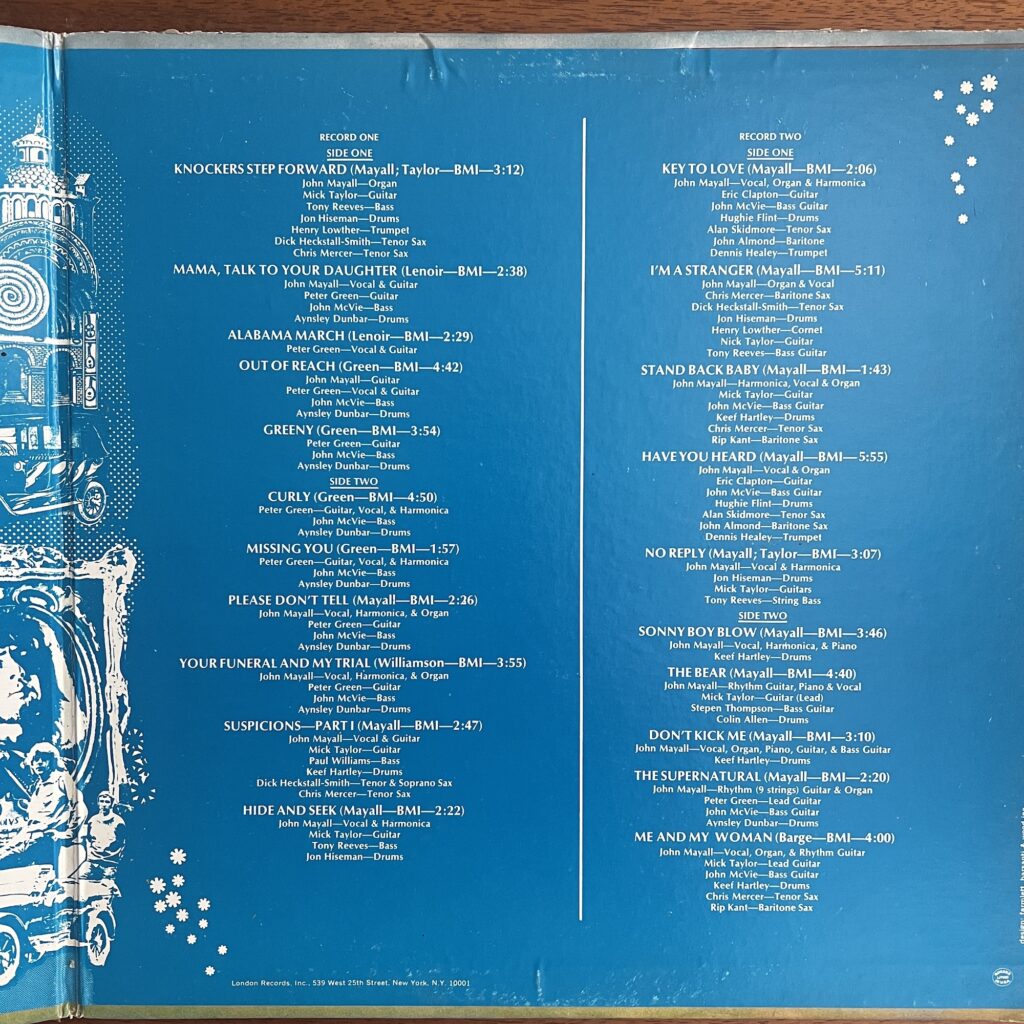 RECORD ONE
SIDE ONE
KNOCKERS STEP FORWARD (Mayall; Taylor—BMI—3:12)
John Mayall—Organ
Mick Taylor—Guitar
Tony Reeves—Bass
Jon Hiseman—Drums
Henry Lowther—Trumpet
Dick Heckstall-Smith—Tenor Sax
Chris Mercer—Tenor Sax
MAMA, TALK TO YOUR DAUGHTER (Lenoir—BMI—2:38)
John Mayall—Vocal & Guitar
Peter Green—Guitar
John McVie—Bass
Aynsley Dunbar—Drums
ALABAMA MARCH (Lenoir—BMI—2:29)
Peter Green—Vocal & Guitar
OUT OF REACH (Green—BMI—4:42)
John Mayall—Guitar
Peter Green—Vocal & Guitar
John McVie—Bass
Aynsley Dunbar—Drums
GREENY (Green—BMI—3:54)
Peter Green—Guitar
John McVie—Bass
Aynsley Dunbar—Drums
SIDE TWO
CURLY (Green—BMI—4:50)
Peter Green—Guitar, Vocal, & Harmonica
John McVie—Bass
Aynsley Dunbar—Drums
MISSING YOU (Green—BMI—1:57)
Peter Green—Guitar, Vocal, & Harmonica
John McVie—Bass
Aynsley Dunbar—Drums
PLEASE DON'T TELL (Mayall—BMI—2:26)
John Mayall—Vocal, Harmonica, & Organ
Peter Green—Guitar
John McVie—Bass
Aynsley Dunbar—Drums
YOUR FUNERAL AND MY TRIAL (Williamson—BMI—3:55)
John Mayall—Vocal, Harmonica, & Organ
Peter Green—Guitar
John McVie—Bass
Aynsley Dunbar—Drums
SUSPICIONS—PART I (Mayall—BMI—2:47)
John Mayall—Vocal & Guitar
Mick Taylor—Guitar
Paul Williams—Bass
Keef Hartley—Drums
Dick Heckstall-Smith—Tenor & Soprano Sax
Chris Mercer—Tenor Sax
HIDE AND SEEK (Mayall—BMI—2:22)
John Mayall—Vocal & Harmonica
Mick Taylor—Guitar
Tony Reeves—Bass
Jon Hiseman—Drums
RECORD TWO
SIDE ONE
KEY TO LOVE (Mayall—BMI—2:06)
John Mayall—Vocal, Organ & Harmonica
Eric Clapton—Guitar
John McVie—Bass Guitar
Hughie Flint—Drums
Alan Skidmore—Tenor Sax
John Almond—Baritone
Dennis Healey—Trumpet
I'M A STRANGER (Mayall—BMI—5:11)
John Mayall—Organ & Vocal
Chris Mercer—Baritone Sax
Dick Heckstall-Smith—Tenor Sax
Jon Hiseman—Drums
Henry Lowther—Cornet
Nick Taylor—Guitar
Tony Reeves—Bass Guitar
STAND BACK BABY (Mayall—BMI—1:43)
John Mayall—Harmonica, Vocal & Organ
Mick Taylor—Guitar
John McVie—Bass Guitar
Keef Hartley—Drums
Chris Mercer—Tenor Sax
Rip Kant—Baritone Sax
HAVE YOU HEARD (Mayall—BMI—5:55)
John Mayall—Vocal & Organ
Eric Clapton—Guitar
John McVie—Bass Guitar
Hughie Flint—Drums
Alan Skidmore—Tenor Sax
John Almond—Baritone Sax
Dennis Healey—Trumpet
NO REPLY (Mayall; Taylor—BMI—3:07)
John Mayall—Vocal & Harmonica
Jon Hiseman—Drums
Mick Taylor—Guitars
Tony Reeves—String Bass
SIDE TWO
SONNY BOY BLOW (Mayall—BMI—3:46)
John Mayall—Vocal, Harmonica, & Piano
Keef Hartley—Drums
THE BEAR (Mayall—BMI—4:40)
John Mayall—Rhythm Guitar, Piano & Vocal
Mick Taylor—Guitar (Lead)
Stepen Thompson—Bass Guitar
Colin Allen—Drums
DON'T KICK ME (Mayall—BMI—3:10)
John Mayall—Vocal, Organ, Piano, Guitar, & Bass Guitar
Keef Hartley—Drums
THE SUPERNATURAL (Mayall—BMI—2:20)
John Mayall—Rhythm (9 strings) Guitar & Organ
Peter Green—Lead Guitar
John McVie—Bass Guitar
Aynsley Dunbar—Drums
ME AND MY WOMAN (Barge—BMI—4:00)
John Mayall—Vocal, Organ, & Rhythm Guitar
Mick Taylor—Lead Guitar
John McVie—Bass Guitar
Keef Hartley—Drums
Chris Mercer—Tenor Sax
Rip Kant—Baritone Sax
London Records, Inc., 539 West 25th Street, New York, N.Y. 10001